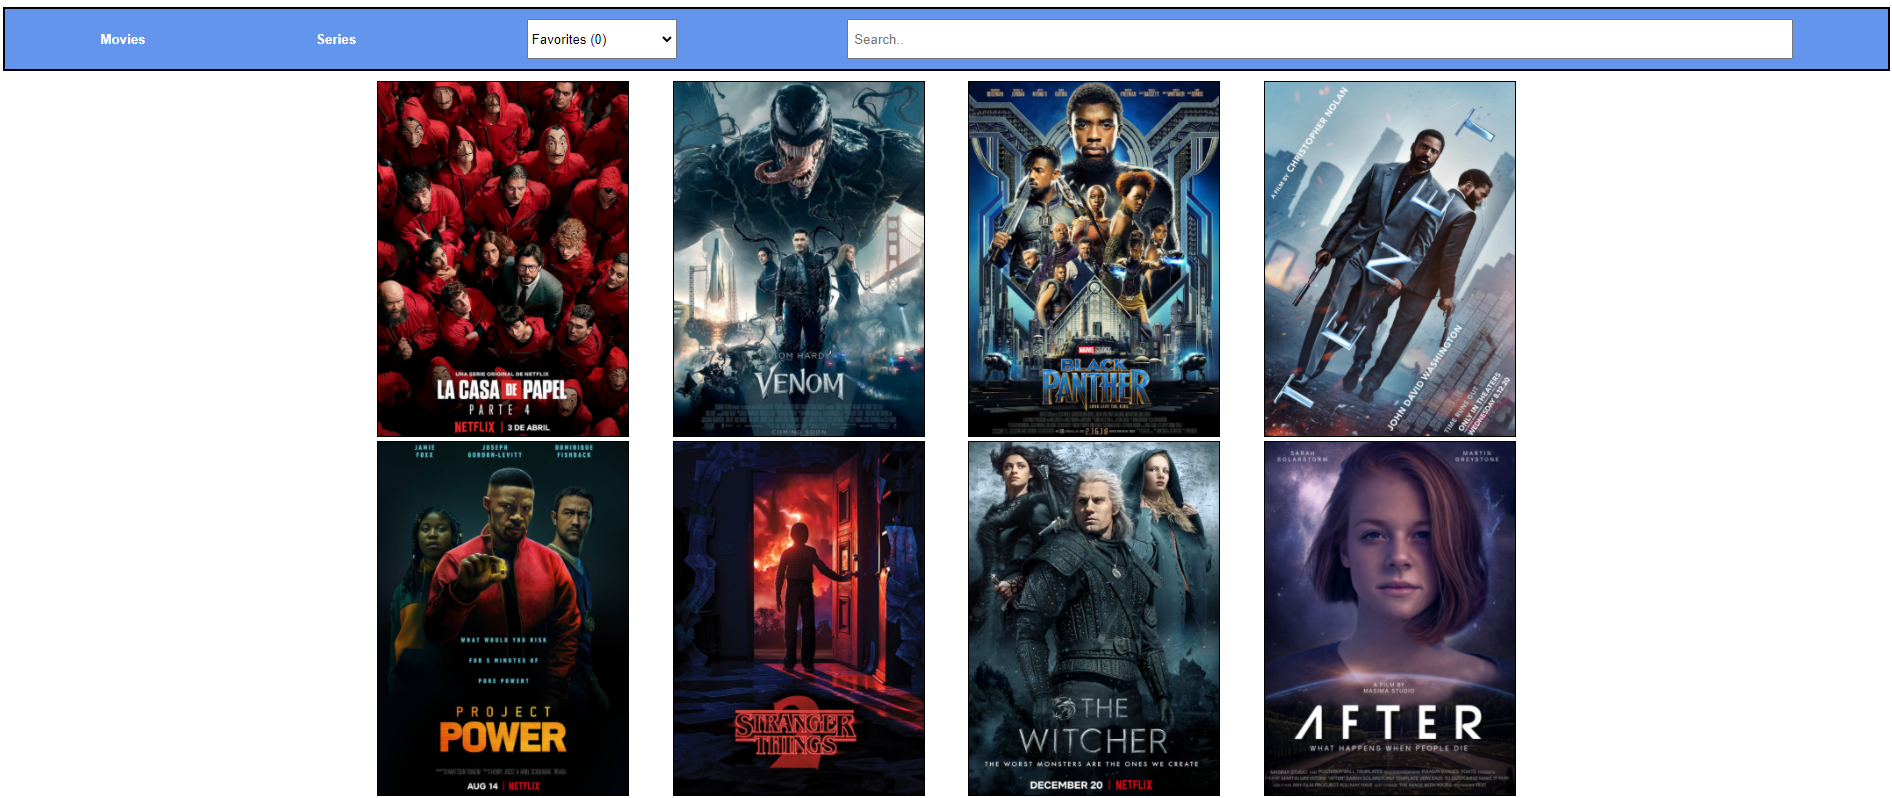 Movies
Series
Favorites (0)
Search..
UNA SERIE ORIGINAL DE NETFLIX
LA CASA DE PAPEL
PARTE 4
NETFLIX | 3 DE ABRIL
TOM HARDY
VENOM
COMING SOON
MARVEL STUDIOS
BLACK
PANTHER
LONG LIVE THE KING
2.16.18
A FILM BY CHRISTOPHER NOLAN
TENET
JOHN DAVID WASHINGTON
TIME RUNS OUT
ONLY IN THEATERS
WEDNESDAY 8.12.20
JAMIE
FOXX
JOSEPH
GORDON-LEVITT
DOMINIQUE
FISHBACK
WHAT WOULD YOU RISK
FOR 5 MINUTES OF
PURE POWER?
PROJECT
POWER
AUG 14 | NETFLIX
2
STRANGER
THINGS
THE
WITCHER
THE WORST MONSTERS ARE THE ONES WE CREATE
DECEMBER 20 | NETFLIX
SARAH
SOLARSTORM
MARTIN
GREYSTONE
A FILM BY
MASIMA STUDIO
AFTER
WHAT HAPPENS WHEN PEOPLE DIE